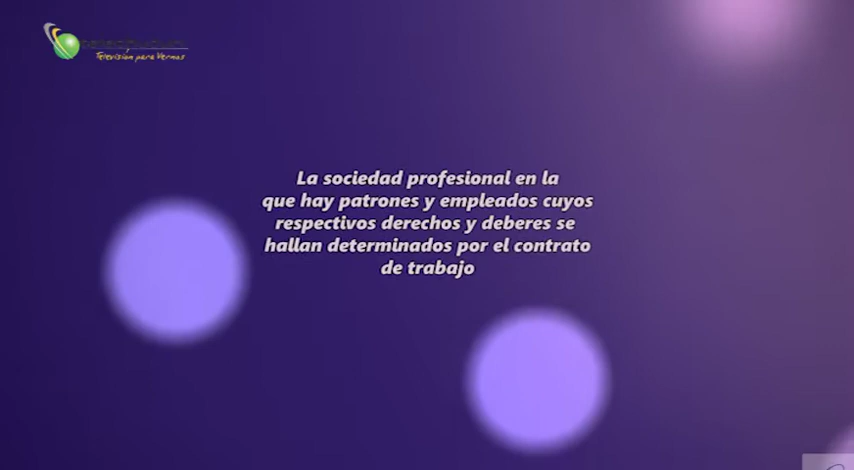 Televisión para Vernos
La sociedad profesional en la
que hay patrones y empleados cuyos
respectivos derechos y deberes se
hallan determinados por el contrato
de trabajo